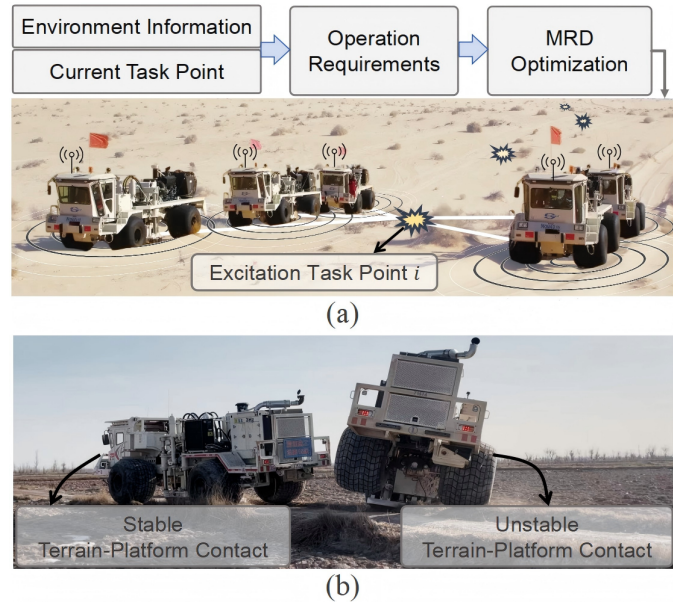 Environment Information
Current Task Point
Operation
Requirements
MRD
Optimization
Excitation Task Point i
(a)
Stable
Terrain-Platform Contact
Unstable
Terrain-Platform Contact
(b)